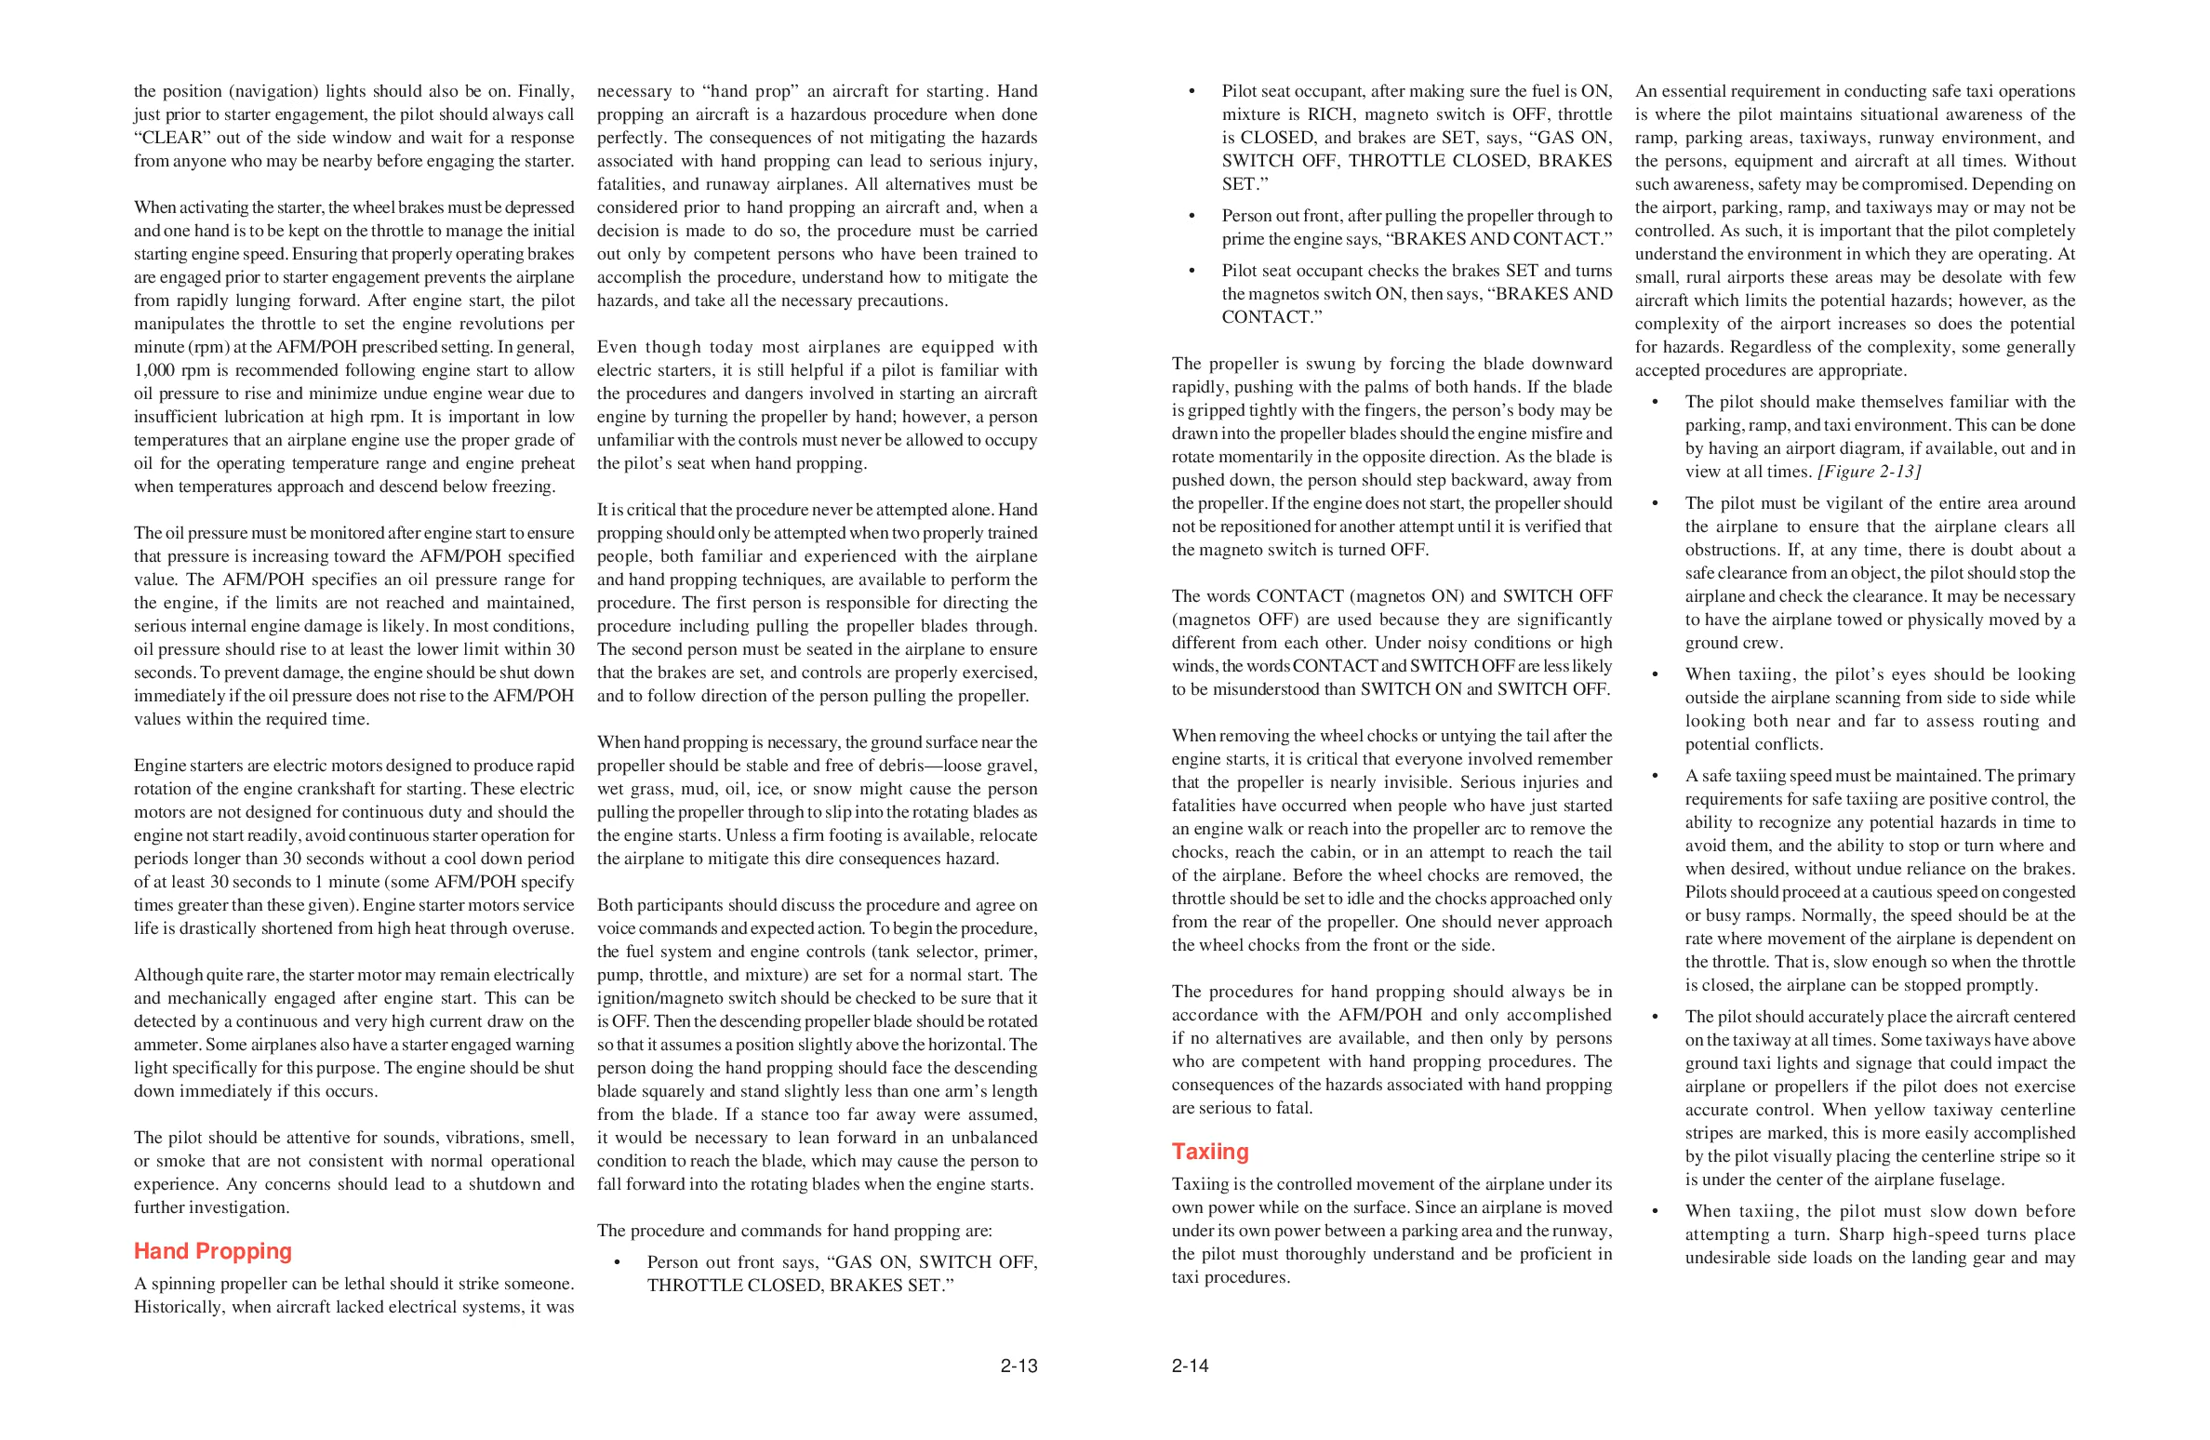 the position (navigation) lights should also be on. Finally,
just prior to starter engagement, the pilot should always call
“CLEAR” out of the side window and wait for a response
from anyone who may be nearby before engaging the starter.
When activating the starter, the wheel brakes must be depressed
and one hand is to be kept on the throttle to manage the initial
starting engine speed. Ensuring that properly operating brakes
are engaged prior to starter engagement prevents the airplane
from rapidly lunging forward. After engine start, the pilot
manipulates the throttle to set the engine revolutions per
minute (rpm) at the AFM/POH prescribed setting. In general,
1,000 rpm is recommended following engine start to allow
oil pressure to rise and minimize undue engine wear due to
insufficient lubrication at high rpm. It is important in low
temperatures that an airplane engine use the proper grade of
oil for the operating temperature range and engine preheat
when temperatures approach and descend below freezing.
The oil pressure must be monitored after engine start to ensure
that pressure is increasing toward the AFM/POH specified
value. The AFM/POH specifies an oil pressure range for
the engine, if the limits are not reached and maintained,
serious internal engine damage is likely. In most conditions,
oil pressure should rise to at least the lower limit within 30
seconds. To prevent damage, the engine should be shut down
immediately if the oil pressure does not rise to the AFM/POH
values within the required time.
Engine starters are electric motors designed to produce rapid
rotation of the engine crankshaft for starting. These electric
motors are not designed for continuous duty and should the
engine not start readily, avoid continuous starter operation for
periods longer than 30 seconds without a cool down period
of at least 30 seconds to 1 minute (some AFM/POH specify
times greater than these given). Engine starter motors service
life is drastically shortened from high heat through overuse.
Although quite rare, the starter motor may remain electrically
and mechanically engaged after engine start. This can be
detected by a continuous and very high current draw on the
ammeter. Some airplanes also have a starter engaged warning
light specifically for this purpose. The engine should be shut
down immediately if this occurs.
The pilot should be attentive for sounds, vibrations, smell,
or smoke that are not consistent with normal operational
experience. Any concerns should lead to a shutdown and
further investigation.
Hand Propping
A spinning propeller can be lethal should it strike someone.
Historically, when aircraft lacked electrical systems, it was
necessary to “hand prop” an aircraft for starting. Hand
propping an aircraft is a hazardous procedure when done
perfectly. The consequences of not mitigating the hazards
associated with hand propping can lead to serious injury,
fatalities, and runaway airplanes. All alternatives must be
considered prior to hand propping an aircraft and, when a
decision is made to do so, the procedure must be carried
out only by competent persons who have been trained to
accomplish the procedure, understand how to mitigate the
hazards, and take all the necessary precautions.
Even though today most airplanes are equipped with
electric starters, it is still helpful if a pilot is familiar with
the procedures and dangers involved in starting an aircraft
engine by turning the propeller by hand; however, a person
unfamiliar with the controls must never be allowed to occupy
the pilot’s seat when hand propping.
It is critical that the procedure never be attempted alone. Hand
propping should only be attempted when two properly trained
people, both familiar and experienced with the airplane
and hand propping techniques, are available to perform the
procedure. The first person is responsible for directing the
procedure including pulling the propeller blades through.
The second person must be seated in the airplane to ensure
that the brakes are set, and controls are properly exercised,
and to follow direction of the person pulling the propeller.
When hand propping is necessary, the ground surface near the
propeller should be stable and free of debris—loose gravel,
wet grass, mud, oil, ice, or snow might cause the person
pulling the propeller through to slip into the rotating blades as
the engine starts. Unless a firm footing is available, relocate
the airplane to mitigate this dire consequences hazard.
Both participants should discuss the procedure and agree on
voice commands and expected action. To begin the procedure,
the fuel system and engine controls (tank selector, primer,
pump, throttle, and mixture) are set for a normal start. The
ignition/magneto switch should be checked to be sure that it
is OFF. Then the descending propeller blade should be rotated
so that it assumes a position slightly above the horizontal. The
person doing the hand propping should face the descending
blade squarely and stand slightly less than one arm’s length
from the blade. If a stance too far away were assumed,
it would be necessary to lean forward in an unbalanced
condition to reach the blade, which may cause the person to
fall forward into the rotating blades when the engine starts.
The procedure and commands for hand propping are:
• Person out front says, “GAS ON, SWITCH OFF,
THROTTLE CLOSED, BRAKES SET.”
2-13
• Pilot seat occupant, after making sure the fuel is ON,
mixture is RICH, magneto switch is OFF, throttle
is CLOSED, and brakes are SET, says, “GAS ON,
SWITCH OFF, THROTTLE CLOSED, BRAKES
SET.”
• Person out front, after pulling the propeller through to
prime the engine says, “BRAKES AND CONTACT.”
• Pilot seat occupant checks the brakes SET and turns
the magnetos switch ON, then says, “BRAKES AND
CONTACT.”
The propeller is swung by forcing the blade downward
rapidly, pushing with the palms of both hands. If the blade
is gripped tightly with the fingers, the person’s body may be
drawn into the propeller blades should the engine misfire and
rotate momentarily in the opposite direction. As the blade is
pushed down, the person should step backward, away from
the propeller. If the engine does not start, the propeller should
not be repositioned for another attempt until it is verified that
the magneto switch is turned OFF.
The words CONTACT (magnetos ON) and SWITCH OFF
(magnetos OFF) are used because they are significantly
different from each other. Under noisy conditions or high
winds, the words CONTACT and SWITCH OFF are less likely
to be misunderstood than SWITCH ON and SWITCH OFF.
When removing the wheel chocks or untying the tail after the
engine starts, it is critical that everyone involved remember
that the propeller is nearly invisible. Serious injuries and
fatalities have occurred when people who have just started
an engine walk or reach into the propeller arc to remove the
chocks, reach the cabin, or in an attempt to reach the tail
of the airplane. Before the wheel chocks are removed, the
throttle should be set to idle and the chocks approached only
from the rear of the propeller. One should never approach
the wheel chocks from the front or the side.
The procedures for hand propping should always be in
accordance with the AFM/POH and only accomplished
if no alternatives are available, and then only by persons
who are competent with hand propping procedures. The
consequences of the hazards associated with hand propping
are serious to fatal.
Taxiing
Taxiing is the controlled movement of the airplane under its
own power while on the surface. Since an airplane is moved
under its own power between a parking area and the runway,
the pilot must thoroughly understand and be proficient in
taxi procedures.
An essential requirement in conducting safe taxi operations
is where the pilot maintains situational awareness of the
ramp, parking areas, taxiways, runway environment, and
the persons, equipment and aircraft at all times. Without
such awareness, safety may be compromised. Depending on
the airport, parking, ramp, and taxiways may or may not be
controlled. As such, it is important that the pilot completely
understand the environment in which they are operating. At
small, rural airports these areas may be desolate with few
aircraft which limits the potential hazards; however, as the
complexity of the airport increases so does the potential
for hazards. Regardless of the complexity, some generally
accepted procedures are appropriate.
• The pilot should make themselves familiar with the
parking, ramp, and taxi environment. This can be done
by having an airport diagram, if available, out and in
view at all times. [Figure 2-13]
• The pilot must be vigilant of the entire area around
the airplane to ensure that the airplane clears all
obstructions. If, at any time, there is doubt about a
safe clearance from an object, the pilot should stop the
airplane and check the clearance. It may be necessary
to have the airplane towed or physically moved by a
ground crew.
• When taxiing, the pilot’s eyes should be looking
outside the airplane scanning from side to side while
looking both near and far to assess routing and
potential conflicts.
• A safe taxiing speed must be maintained. The primary
requirements for safe taxiing are positive control, the
ability to recognize any potential hazards in time to
avoid them, and the ability to stop or turn where and
when desired, without undue reliance on the brakes.
Pilots should proceed at a cautious speed on congested
or busy ramps. Normally, the speed should be at the
rate where movement of the airplane is dependent on
the throttle. That is, slow enough so when the throttle
is closed, the airplane can be stopped promptly.
• The pilot should accurately place the aircraft centered
on the taxiway at all times. Some taxiways have above
ground taxi lights and signage that could impact the
airplane or propellers if the pilot does not exercise
accurate control. When yellow taxiway centerline
stripes are marked, this is more easily accomplished
by the pilot visually placing the centerline stripe so it
is under the center of the airplane fuselage.
• When taxiing, the pilot must slow down before
attempting a turn. Sharp high-speed turns place
undesirable side loads on the landing gear and may
2-14